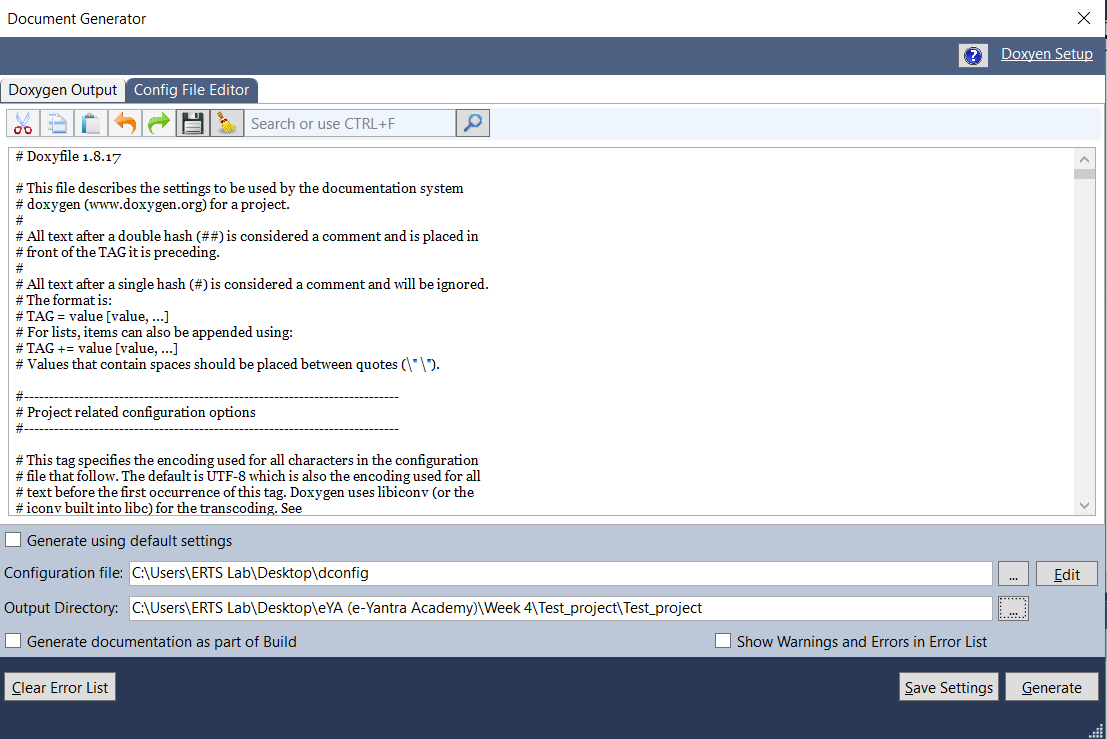 Document Generator
?
Doxyen Setup
Doxygen Output
Config File Editor
Search or use CTRL+F
# Doxyfile 1.8.17
# This file describes the settings to be used by the documentation system
# doxygen (www.doxygen.org) for a project.
#
# All text after a double hash (##) is considered a comment and is placed in
# front of the TAG it is preceding.
#
# All text after a single hash (#) is considered a comment and will be ignored.
# The format is:
# TAG = value [value, ...]
# For lists, items can also be appended using:
# TAG += value [value, ...]
# Values that contain spaces should be placed between quotes (\" \").
#---------------------------------------------------------------------------
# Project related configuration options
#---------------------------------------------------------------------------
# This tag specifies the encoding used for all characters in the configuration
# file that follow. The default is UTF-8 which is also the encoding used for all
# text before the first occurrence of this tag. Doxygen uses libiconv (or the
# iconv built into libc) for the transcoding. See
Generate using default settings
Configuration file: C:\Users\ERTS Lab\Desktop\dconfig ... Edit
Output Directory: C:\Users\ERTS Lab\Desktop\eYA (e-Yantra Academy)\Week 4\Test_project\Test_project ...
Generate documentation as part of Build
Show Warnings and Errors in Error List
Clear Error List
Save Settings
Generate